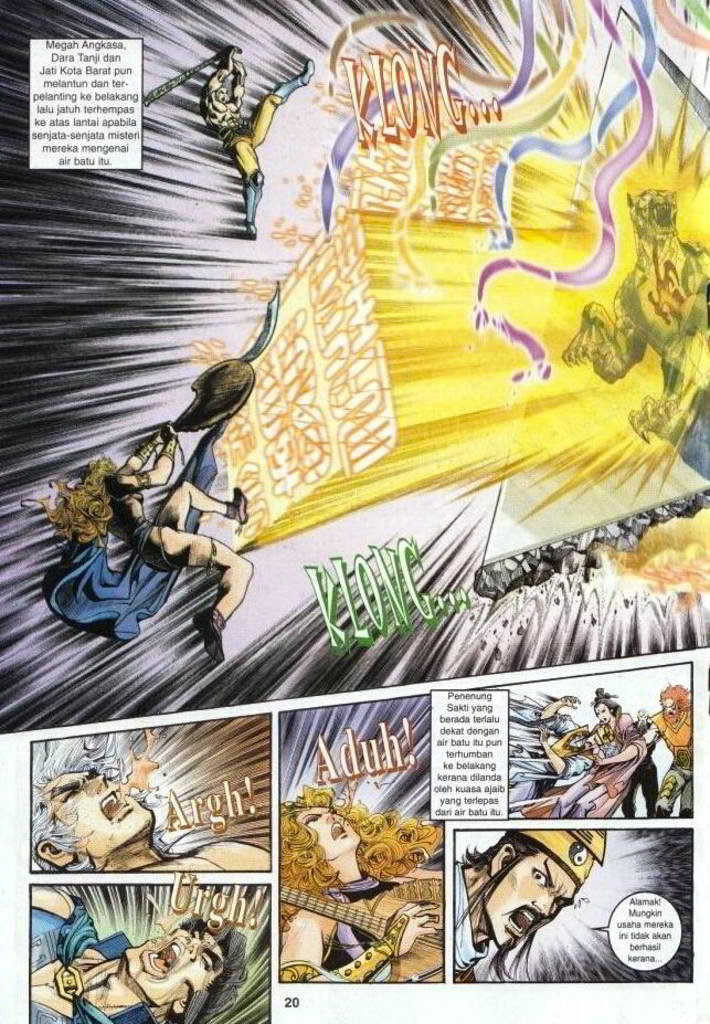 Megah Angkasa,
Dara Tanji dan
Jati Kota Barat pun
melantun dan ter-
pelanting ke belakang
lalu jatuh terhempas
ke atas lantai apabila
senjata-senjata misteri
mereka mengenai
air batu itu.
KLONG...
KLONG...
Penenung
Sakti yang
berada terlalu
dekat dengan
air batu itu pun
terhumban
ke belakang
kerana dilanda
oleh kuasa ajaib
yang terlepas
dari air batu itu.
Argh!
Aduh!
Urgh!
Alamak!
Mungkin
usaha mereka
ini tidak akan
berhasil
kerana...
20